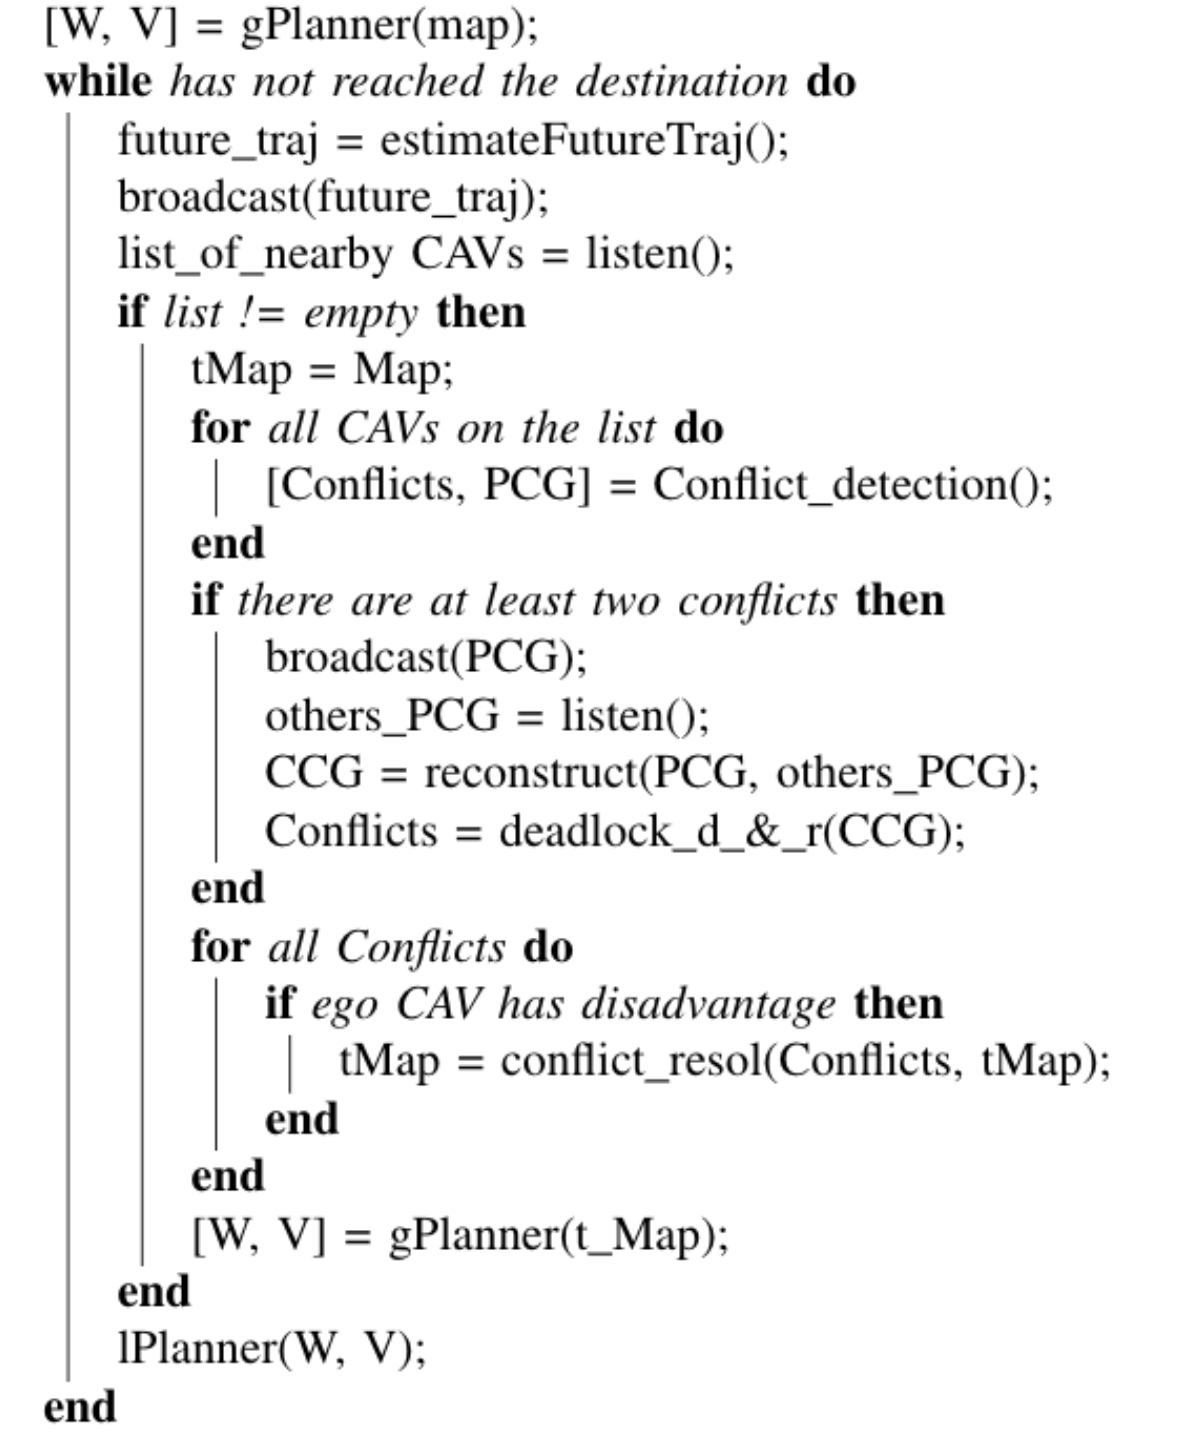 [W, V] = gPlanner(map);
while has not reached the destination do
future_traj = estimateFutureTraj();
broadcast(future_traj);
list_of_nearby CAVs = listen();
if list != empty then
tMap = Map;
for all CAVs on the list do
[Conflicts, PCG] = Conflict_detection();
end
if there are at least two conflicts then
broadcast(PCG);
others_PCG = listen();
CCG = reconstruct(PCG, others_PCG);
Conflicts = deadlock_d_&_r(CCG);
end
for all Conflicts do
if ego CAV has disadvantage then
tMap = conflict_resol(Conflicts, tMap);
end
end
[W, V] = gPlanner(t_Map);
end
lPlanner(W, V);
end